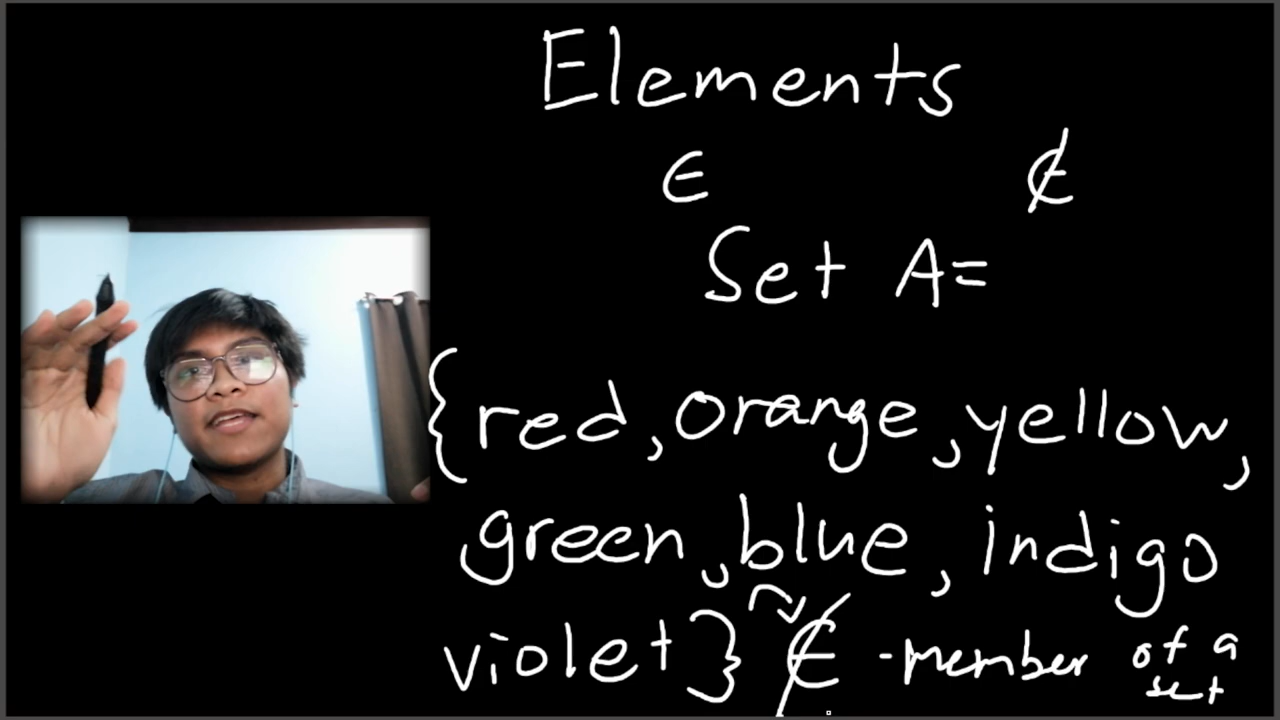 Elements
∈ ∉
Set A=
{red, orange, yellow,
green, blue, indigo
violet} ∉ -member of a
set